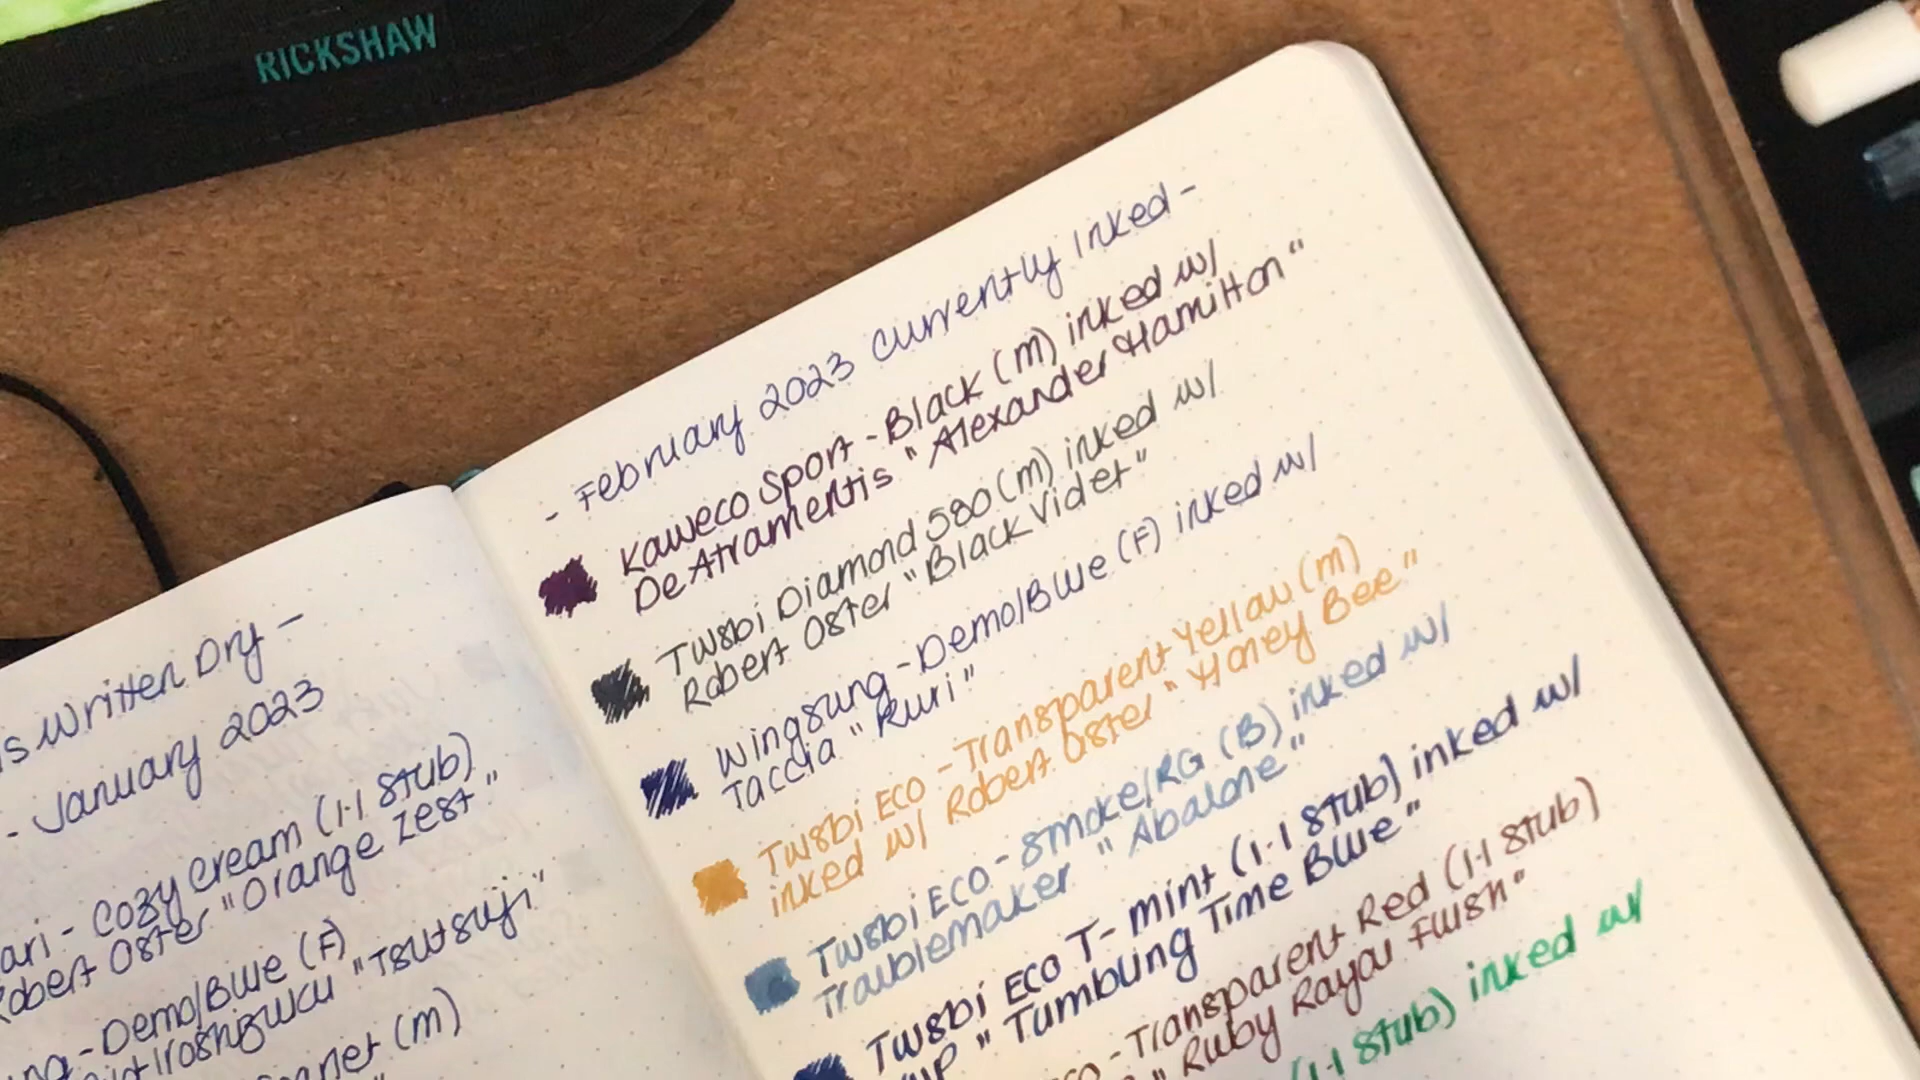 RICKSHAW
s Written Dry -
- January 2023
ari - Cozy Cream (1.1 Stub)
Robert Oster "Orange Zest"
ng - Demo/Blue (F)
"Tsutsuji"
(M)
- February 2023 Currently Inked -
Kaweco Sport - Black (M) inked w/
De Atramentis "Alexander Hamilton"
Twsbi Diamond 580 (M) inked w/
Robert Oster "Black Violet"
Wingsung - Demo/Blue (F) inked w/
Taccia "Ruri"
Twsbi Eco - Transparent Yellow (M)
inked w/ Robert Oster "Honey Bee"
Twsbi Eco - Smoke/RG (B) inked w/
Troublemaker "Abalone"
Twsbi Eco T- Mint (1.1 Stub) inked w/
"Tumbling Time Blue"
co - Transparent Red (1.1 Stub)
"Ruby Rayar Flush"
(1.1 Stub) inked w/